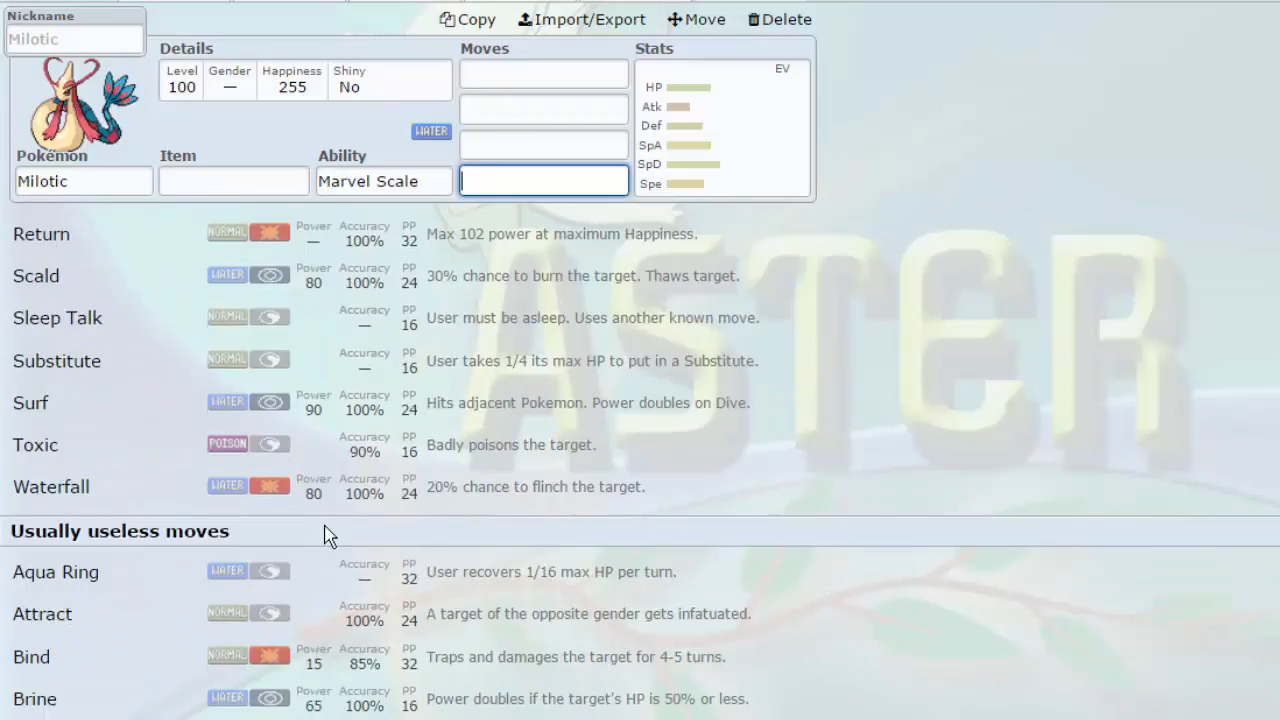 Nickname
Milotic
Copy Import/Export Move Delete
Details Moves Stats
Level Gender Happiness Shiny
100 — 255 No
EV
HP
Atk
Def
SpA
SpD
Spe
WATER
Pokémon Item Ability
Milotic Marvel Scale
Return NORMAL Power — Accuracy 100% PP 32 Max 102 power at maximum Happiness.
Scald WATER Power 80 Accuracy 100% PP 24 30% chance to burn the target. Thaws target.
Sleep Talk NORMAL Accuracy — PP 16 User must be asleep. Uses another known move.
Substitute NORMAL Accuracy — PP 16 User takes 1/4 its max HP to put in a Substitute.
Surf WATER Power 90 Accuracy 100% PP 24 Hits adjacent Pokemon. Power doubles on Dive.
Toxic POISON Accuracy 90% PP 16 Badly poisons the target.
Waterfall WATER Power 80 Accuracy 100% PP 24 20% chance to flinch the target.
Usually useless moves
Aqua Ring WATER Accuracy — PP 32 User recovers 1/16 max HP per turn.
Attract NORMAL Accuracy 100% PP 24 A target of the opposite gender gets infatuated.
Bind NORMAL Power 15 Accuracy 85% PP 32 Traps and damages the target for 4-5 turns.
Brine WATER Power 65 Accuracy 100% PP 16 Power doubles if the target's HP is 50% or less.
ASTER